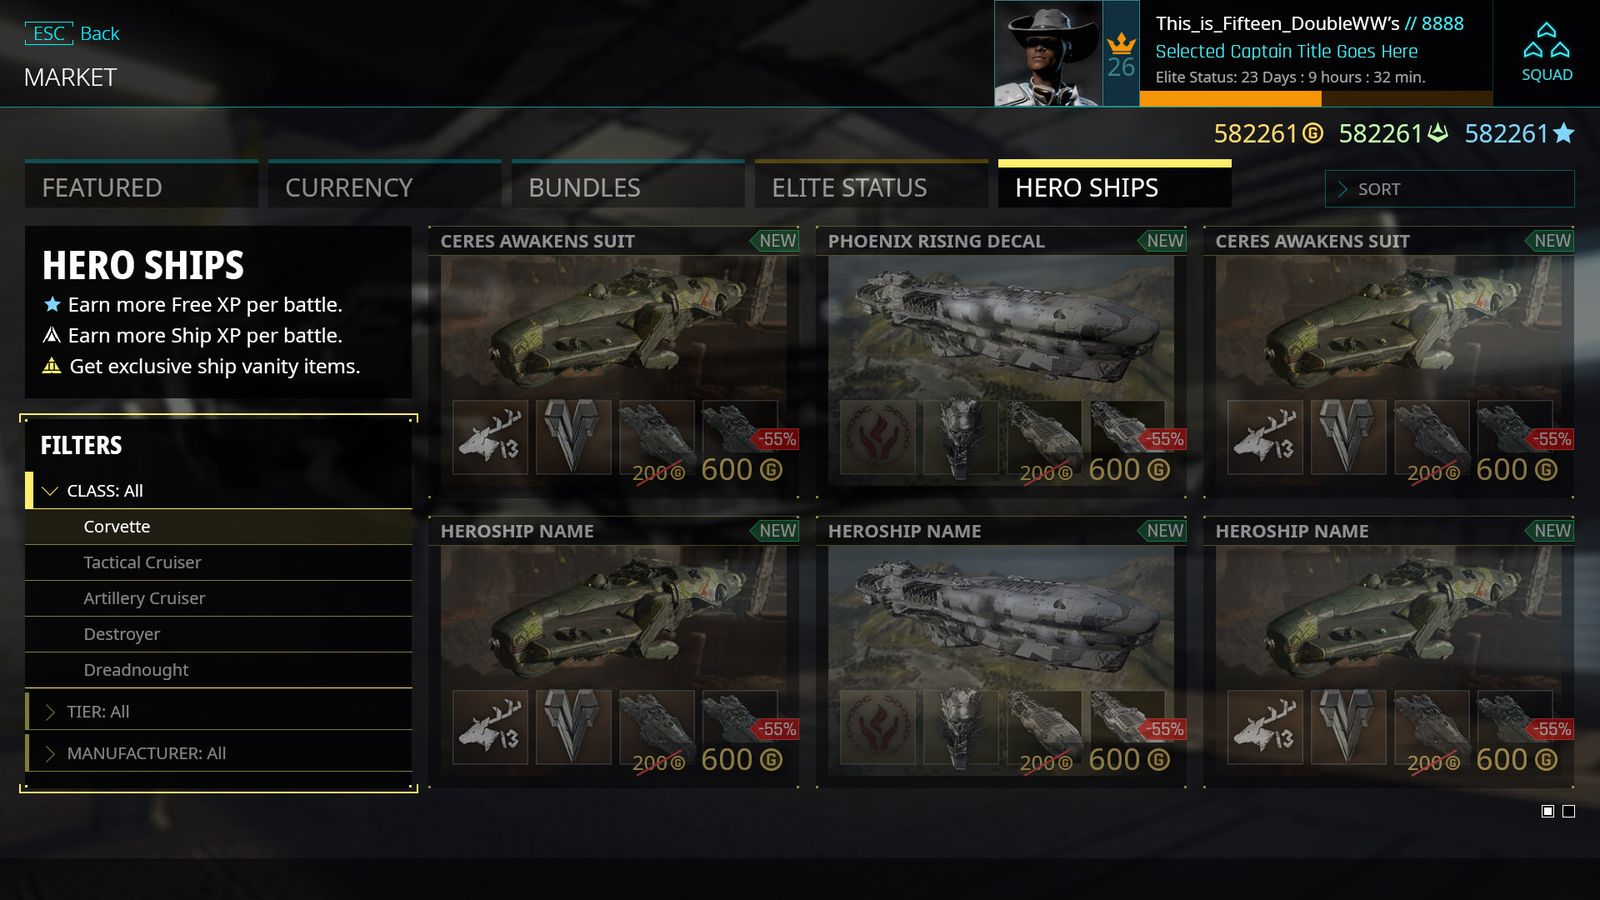 ESC Back
MARKET
26
This_is_Fifteen_DoubleWW's // 8888
Selected Captain Title Goes Here
Elite Status: 23 Days : 9 hours : 32 min.
SQUAD
582261 G 582261 582261
FEATURED
CURRENCY
BUNDLES
ELITE STATUS
HERO SHIPS
SORT
HERO SHIPS
Earn more Free XP per battle.
Earn more Ship XP per battle.
Get exclusive ship vanity items.
FILTERS
CLASS: All
Corvette
Tactical Cruiser
Artillery Cruiser
Destroyer
Dreadnought
TIER: All
MANUFACTURER: All
CERES AWAKENS SUIT NEW
13
-55%
200 G 600 G
PHOENIX RISING DECAL NEW
-55%
200 G 600 G
CERES AWAKENS SUIT NEW
13
-55%
200 G 600 G
HEROSHIP NAME NEW
13
-55%
200 G 600 G
HEROSHIP NAME NEW
-55%
200 G 600 G
HEROSHIP NAME NEW
13
-55%
200 G 600 G